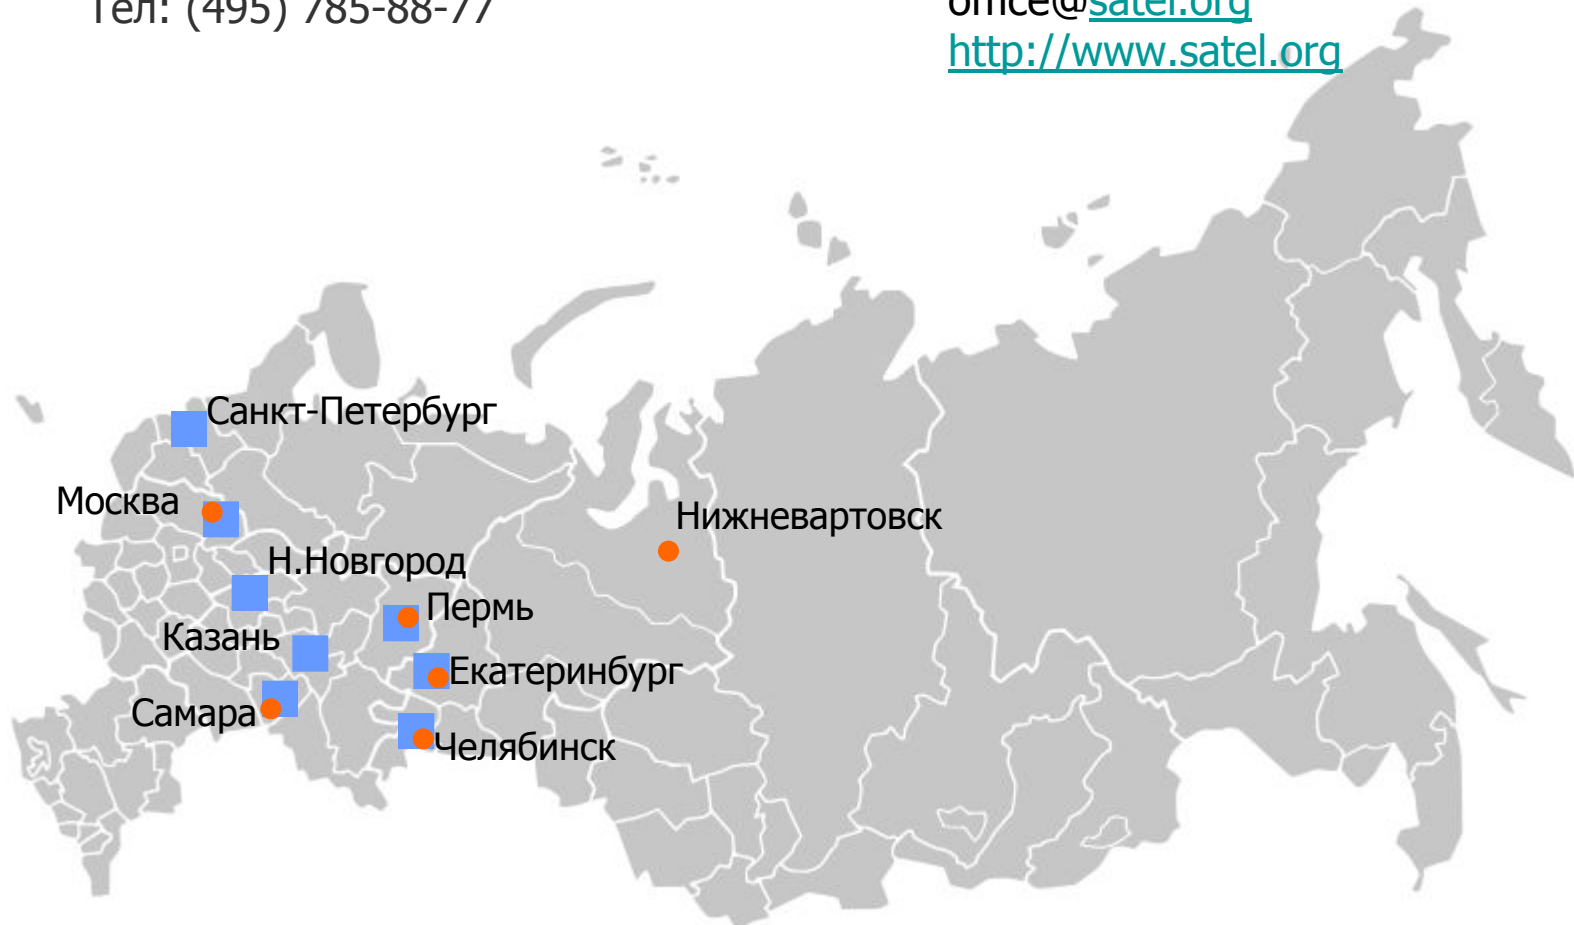 Тел: (495) 785-88-77
office@satel.org
http://www.satel.org
Санкт-Петербург
Москва
Нижневартовск
Н.Новгород
Пермь
Казань
Екатеринбург
Самара
Челябинск